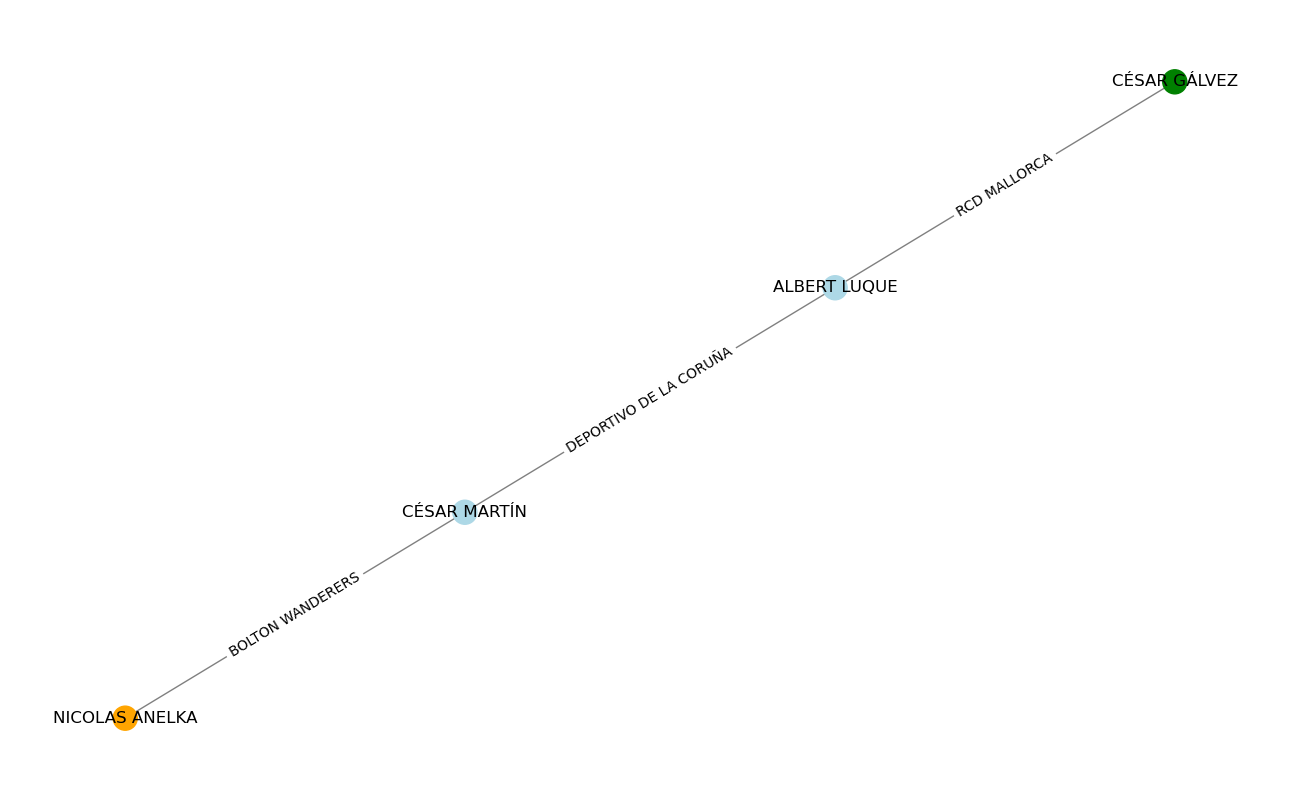 CÉSAR GÁLVEZ
RCD MALLORCA
ALBERT LUQUE
DEPORTIVO DE LA CORUÑA
CÉSAR MARTÍN
BOLTON WANDERERS
NICOLAS ANELKA